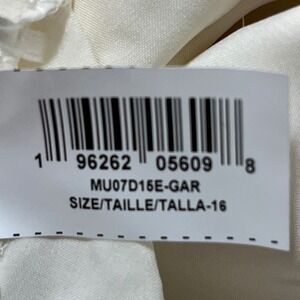 1 96262 05609 8
MU07D15E-GAR
SIZE/TAILLE/TALLA-16